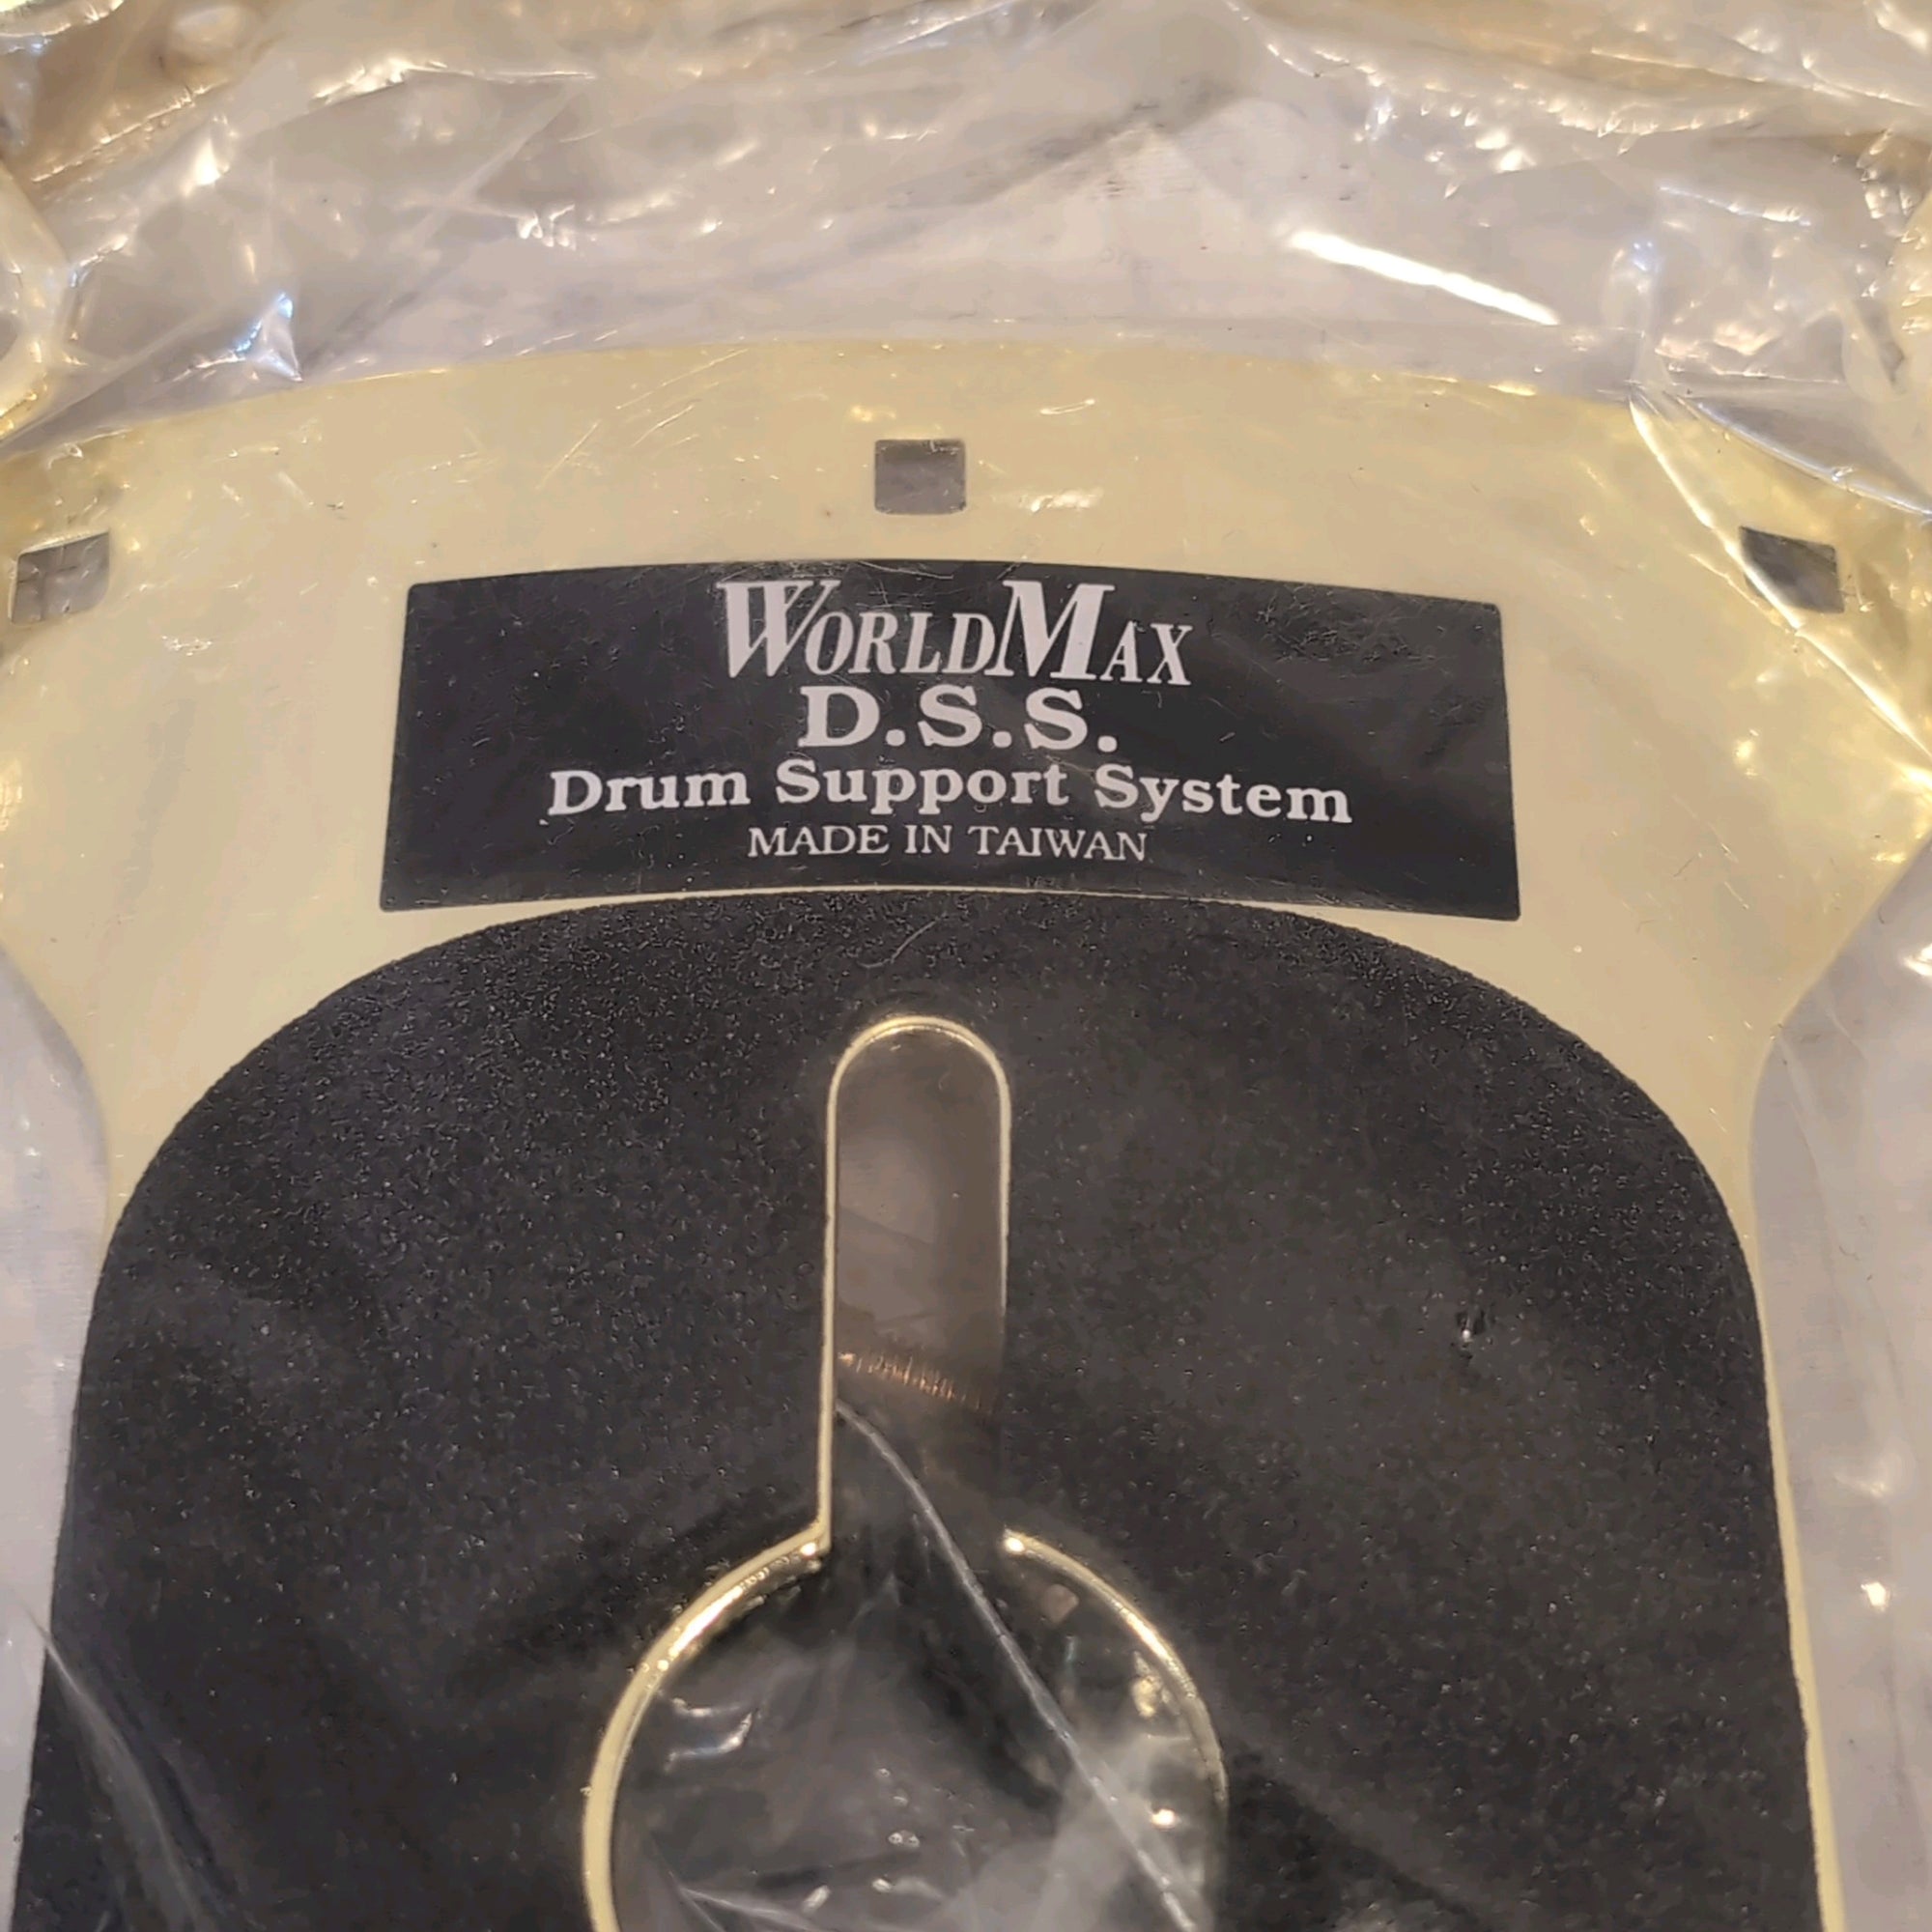 WORLDMAX
D.S.S.
Drum Support System
MADE IN TAIWAN